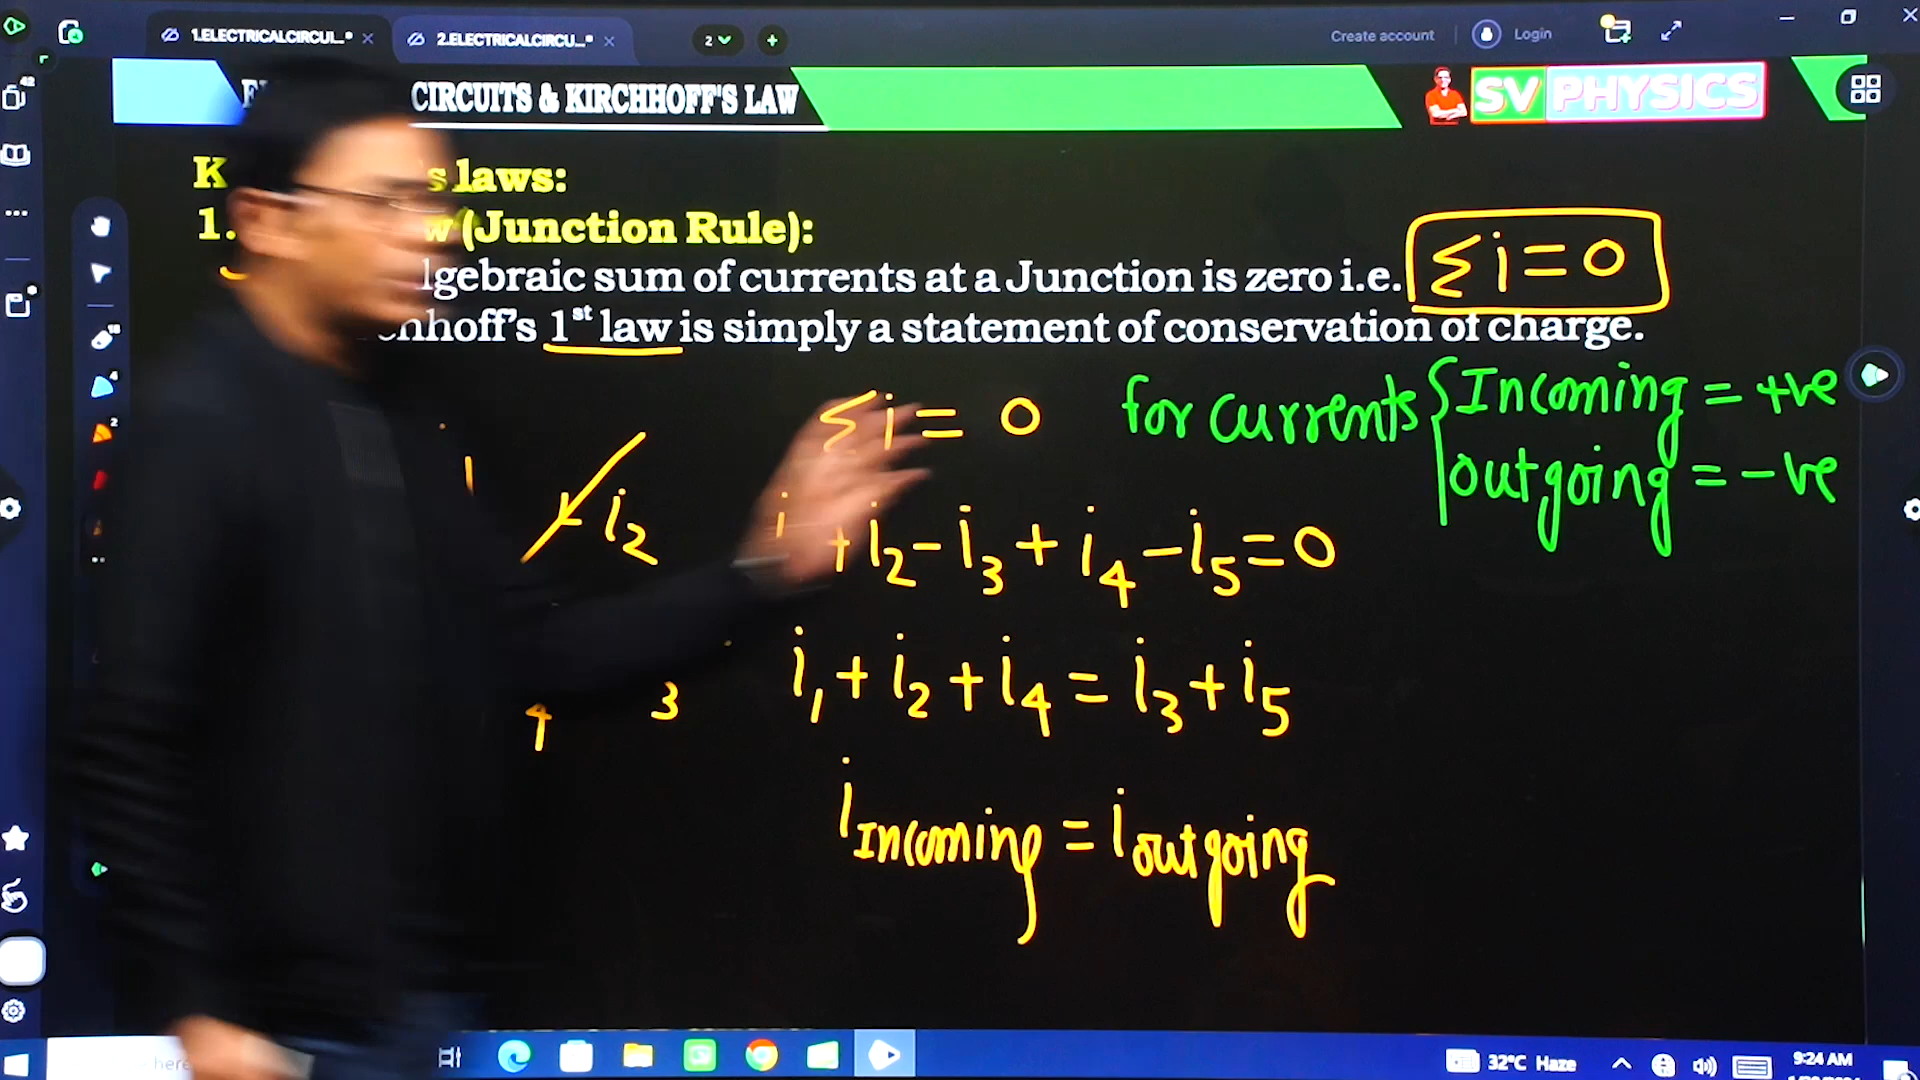 1.ELECTRICALCIRCUI...*
2.ELECTRICALCIRCU...*
2
Create account
Login
CIRCUITS & KIRCHHOFF'S LAW
SV PHYSICS
laws:
(Junction Rule):
lgebraic sum of currents at a Junction is zero i.e. Σi=0
hhoff's 1st law is simply a statement of conservation of charge.
Σi = 0
for currents { Incoming = +ve
outgoing = -ve
i2
+i2-i3+i4-i5=0
i1+i2+i4=i3+i5
4
3
iIncoming = ioutgoing
here
32°C Haze
9:24 AM